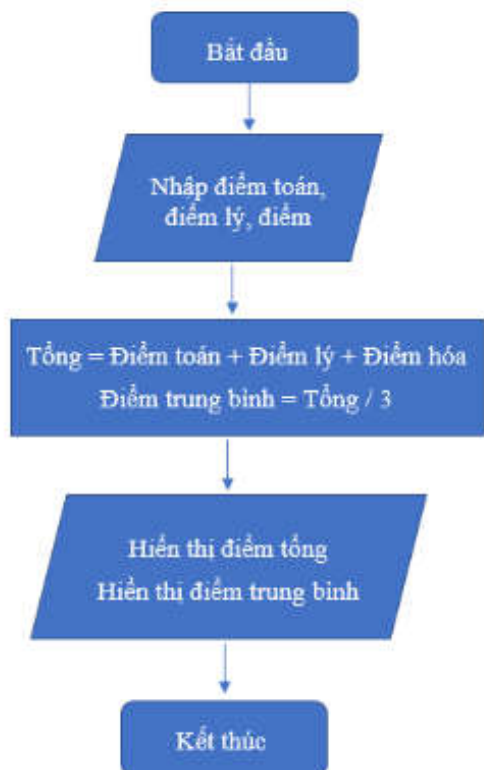 Bắt đầu
Nhập điểm toán,
điểm lý, điểm
Tổng = Điểm toán + Điểm lý + Điểm hóa
Điểm trung bình = Tổng / 3
Hiển thị điểm tổng
Hiển thị điểm trung bình
Kết thúc